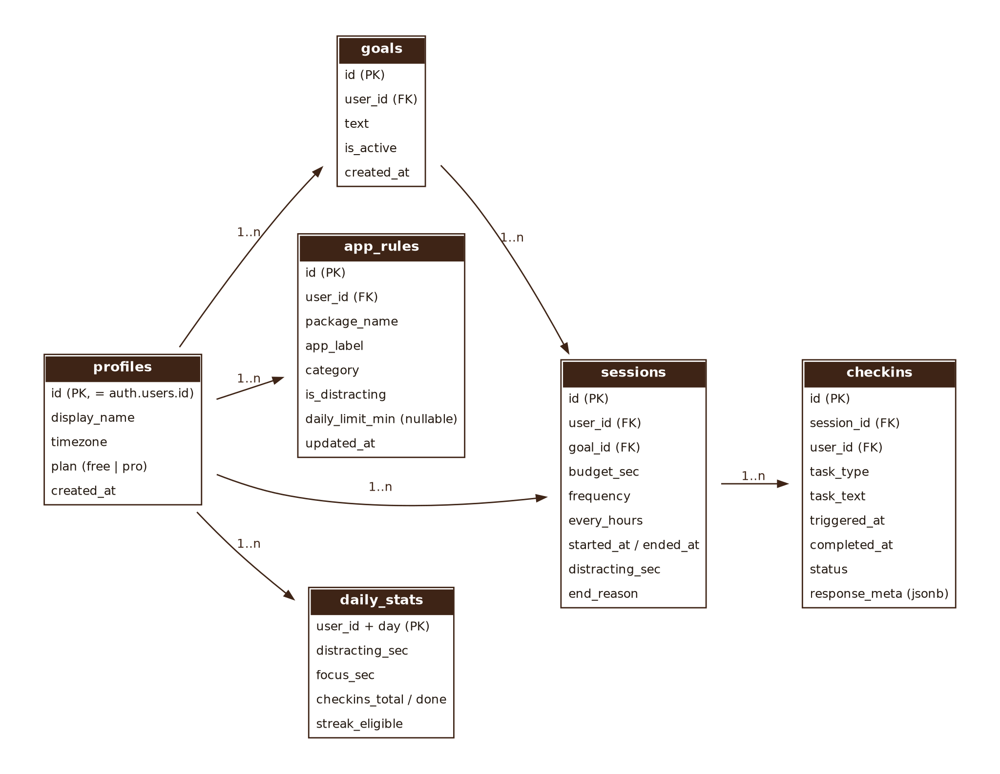 goals
id (PK)
user_id (FK)
text
is_active
created_at
1..n
1..n
app_rules
id (PK)
user_id (FK)
package_name
app_label
category
is_distracting
daily_limit_min (nullable)
updated_at
profiles
id (PK, = auth.users.id)
display_name
timezone
plan (free | pro)
created_at
1..n
1..n
1..n
sessions
id (PK)
user_id (FK)
goal_id (FK)
budget_sec
frequency
every_hours
started_at / ended_at
distracting_sec
end_reason
1..n
checkins
id (PK)
session_id (FK)
user_id (FK)
task_type
task_text
triggered_at
completed_at
status
response_meta (jsonb)
daily_stats
user_id + day (PK)
distracting_sec
focus_sec
checkins_total / done
streak_eligible